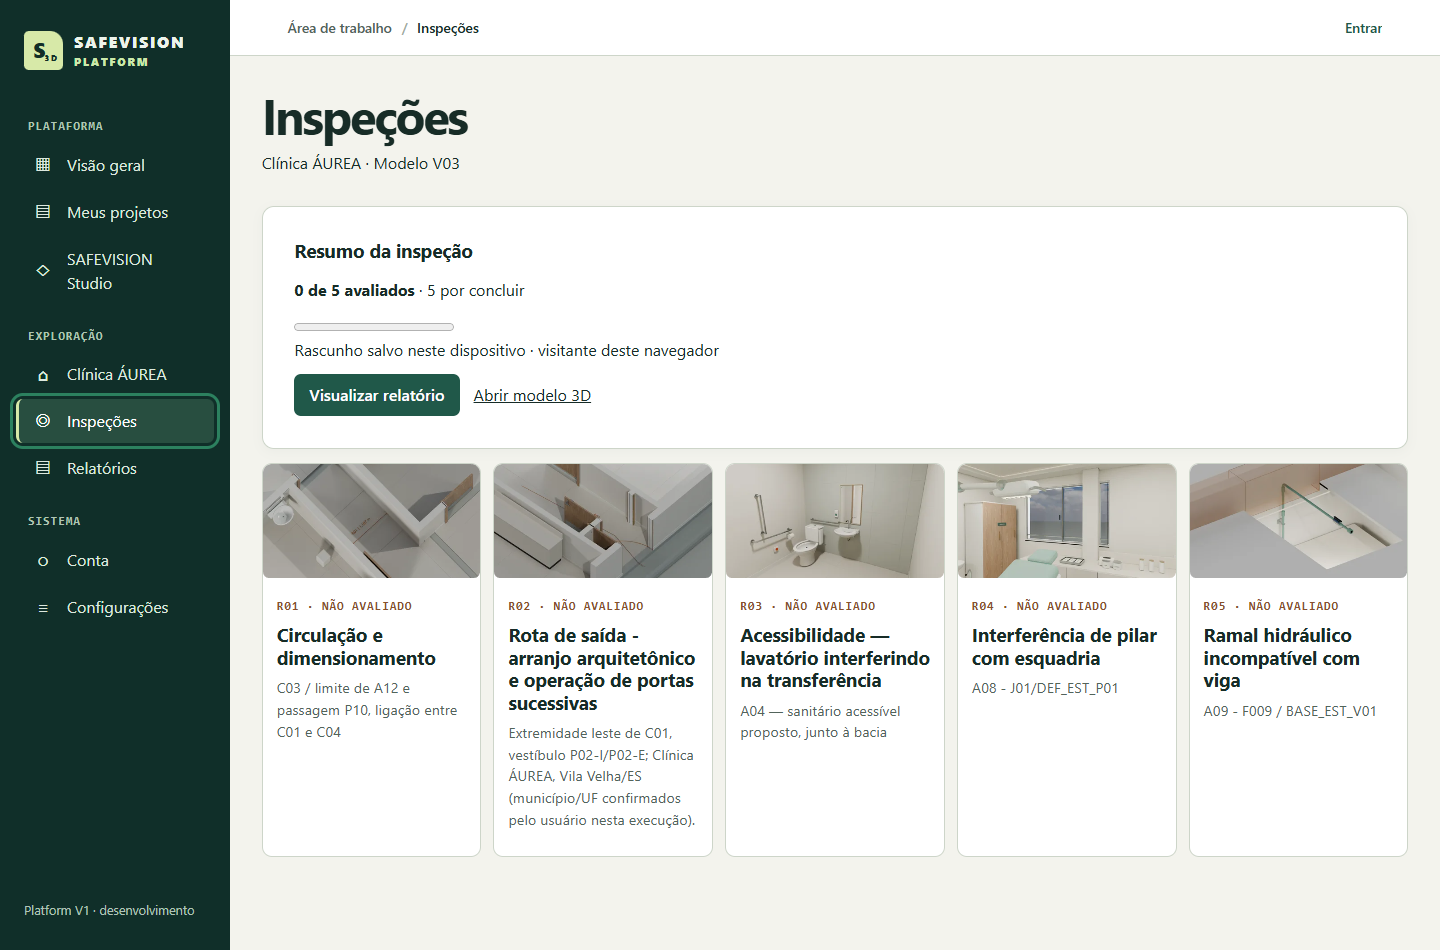 S3D
SAFEVISION
PLATFORM
PLATAFORMA
Visão geral
Meus projetos
SAFEVISION
Studio
EXPLORAÇÃO
Clínica ÁUREA
Inspeções
Relatórios
SISTEMA
Conta
Configurações
Platform V1 · desenvolvimento
Área de trabalho / Inspeções
Entrar
Inspeções
Clínica ÁUREA · Modelo V03
Resumo da inspeção
0 de 5 avaliados · 5 por concluir
Rascunho salvo neste dispositivo · visitante deste navegador
Visualizar relatório
Abrir modelo 3D
R01 · NÃO AVALIADO
Circulação e
dimensionamento
C03 / limite de A12 e
passagem P10, ligação entre
C01 e C04
R02 · NÃO AVALIADO
Rota de saída -
arranjo arquitetônico
e operação de portas
sucessivas
Extremidade leste de C01,
vestíbulo P02-I/P02-E; Clínica
ÁUREA, Vila Velha/ES
(município/UF confirmados
pelo usuário nesta execução).
R03 · NÃO AVALIADO
Acessibilidade —
lavatório interferindo
na transferência
A04 — sanitário acessível
proposto, junto à bacia
R04 · NÃO AVALIADO
Interferência de pilar
com esquadria
A08 - J01/DEF_EST_P01
R05 · NÃO AVALIADO
Ramal hidráulico
incompatível com
viga
A09 - F009 / BASE_EST_V01